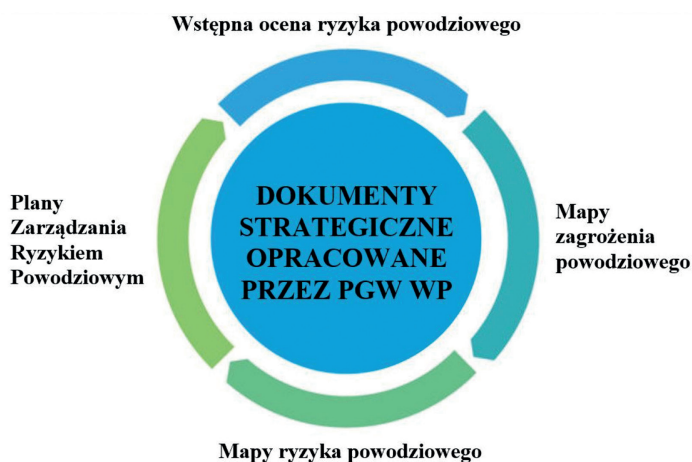 Wstępna ocena ryzyka powodziowego
DOKUMENTY
STRATEGICZNE
OPRACOWANE
PRZEZ PGW WP
Mapy
zagrożenia
powodziowego
Mapy ryzyka powodziowego
Plany
Zarządzania
Ryzykiem
Powodziowym